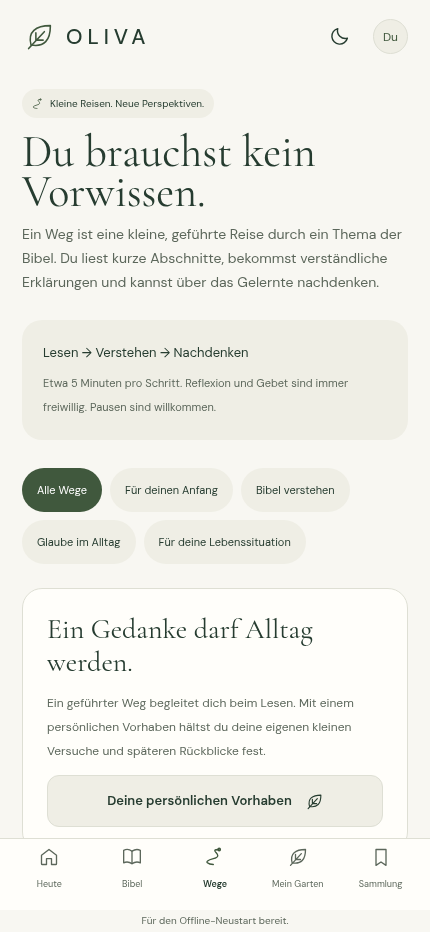 OLIVA
Du
Kleine Reisen. Neue Perspektiven.
Du brauchst kein
Vorwissen.
Ein Weg ist eine kleine, geführte Reise durch ein Thema der
Bibel. Du liest kurze Abschnitte, bekommst verständliche
Erklärungen und kannst über das Gelernte nachdenken.
Lesen → Verstehen → Nachdenken
Etwa 5 Minuten pro Schritt. Reflexion und Gebet sind immer
freiwillig. Pausen sind willkommen.
Alle Wege
Für deinen Anfang
Bibel verstehen
Glaube im Alltag
Für deine Lebenssituation
Ein Gedanke darf Alltag
werden.
Ein geführter Weg begleitet dich beim Lesen. Mit einem
persönlichen Vorhaben hältst du deine eigenen kleinen
Versuche und späteren Rückblicke fest.
Deine persönlichen Vorhaben
Heute
Bibel
Wege
Mein Garten
Sammlung
Für den Offline-Neustart bereit.